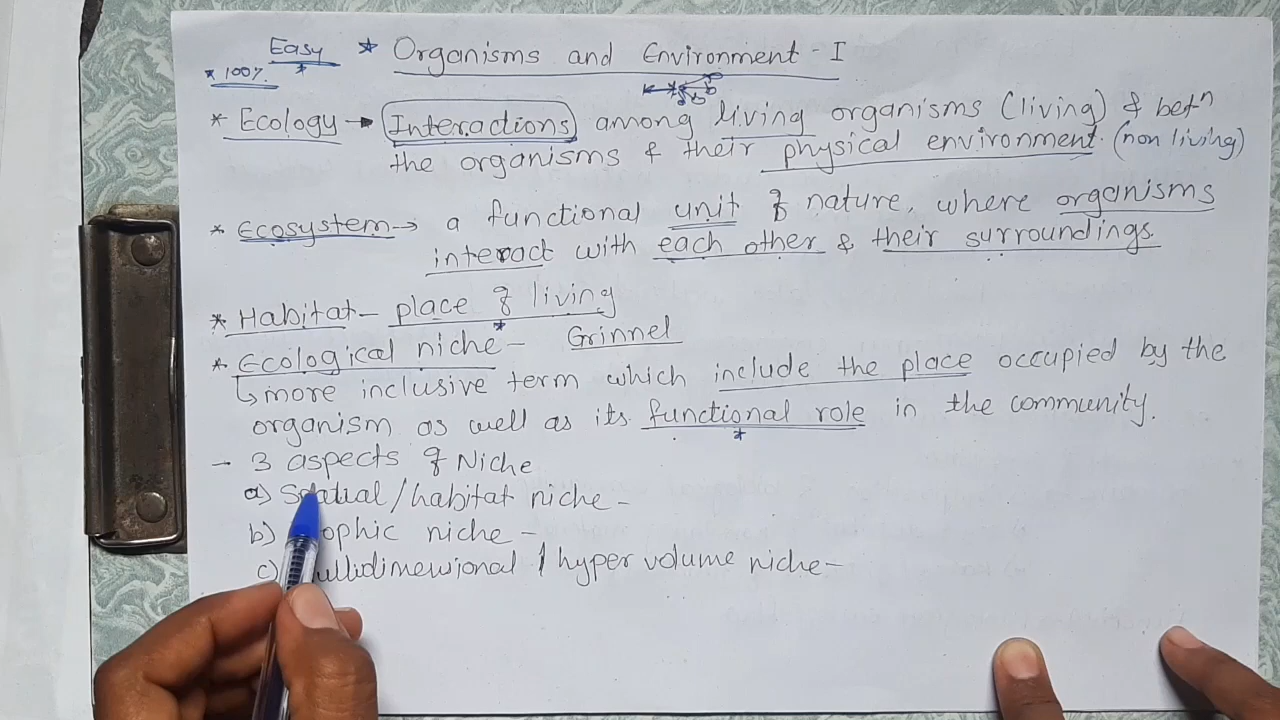 Easy * Organisms and Environment - I
* 100%
* Ecology → Interactions among living organisms (living) & betⁿ
the organisms & their physical environment. (non living)
* Ecosystem → a functional unit of nature, where organisms
interact with each other & their surroundings.
* Habitat - place of living
* Ecological niche - Grinnel
↳ more inclusive term which include the place occupied by the
organism as well as its functional role in the community.
- 3 aspects of Niche
a) Spatial/habitat niche -
b) niche -
c) / hyper volume niche -